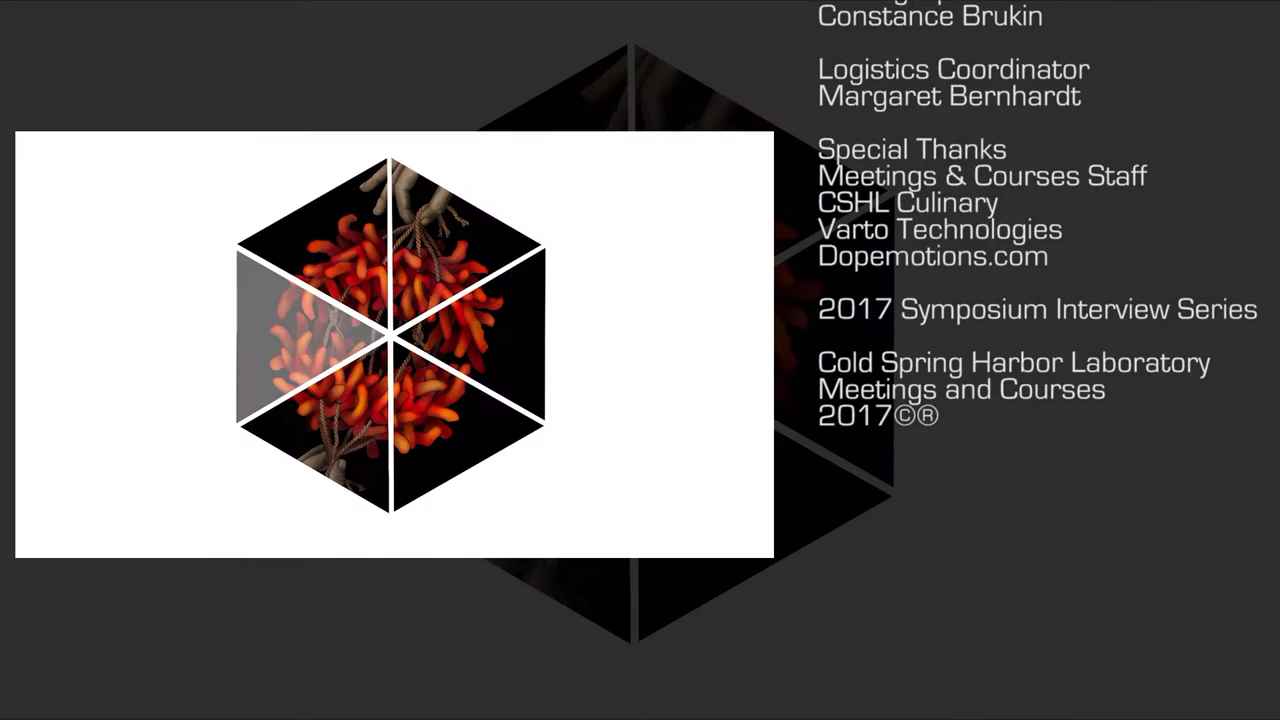 Constance Brukin
Logistics Coordinator
Margaret Bernhardt
Special Thanks
Meetings & Courses Staff
CSHL Culinary
Varto Technologies
Dopemotions.com
2017 Symposium Interview Series
Cold Spring Harbor Laboratory
Meetings and Courses
2017©®